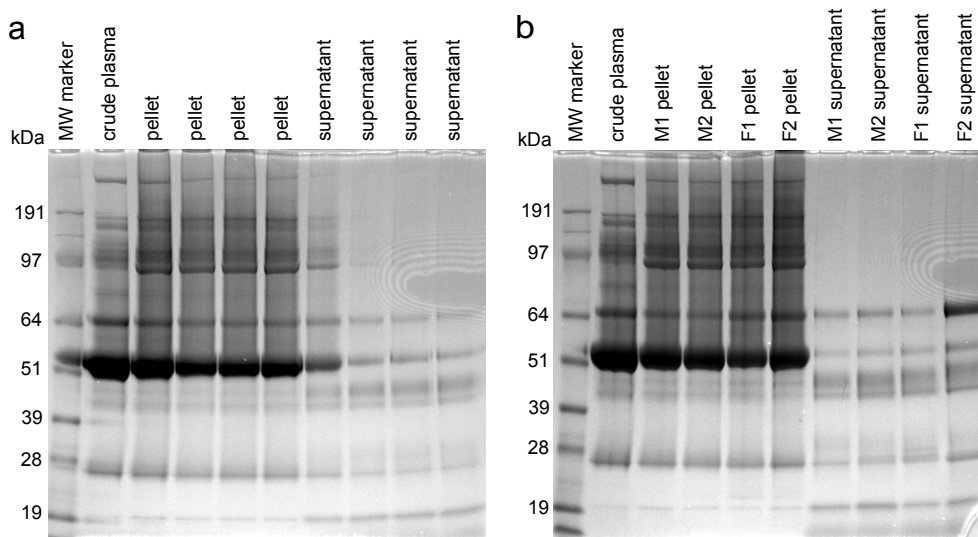 a
kDa
MW marker
crude plasma
pellet
pellet
pellet
pellet
supernatant
supernatant
supernatant
supernatant
191
97
64
51
39
28
19
b
kDa
MW marker
crude plasma
M1 pellet
M2 pellet
F1 pellet
F2 pellet
M1 supernatant
M2 supernatant
F1 supernatant
F2 supernatant
191
97
64
51
39
28
19